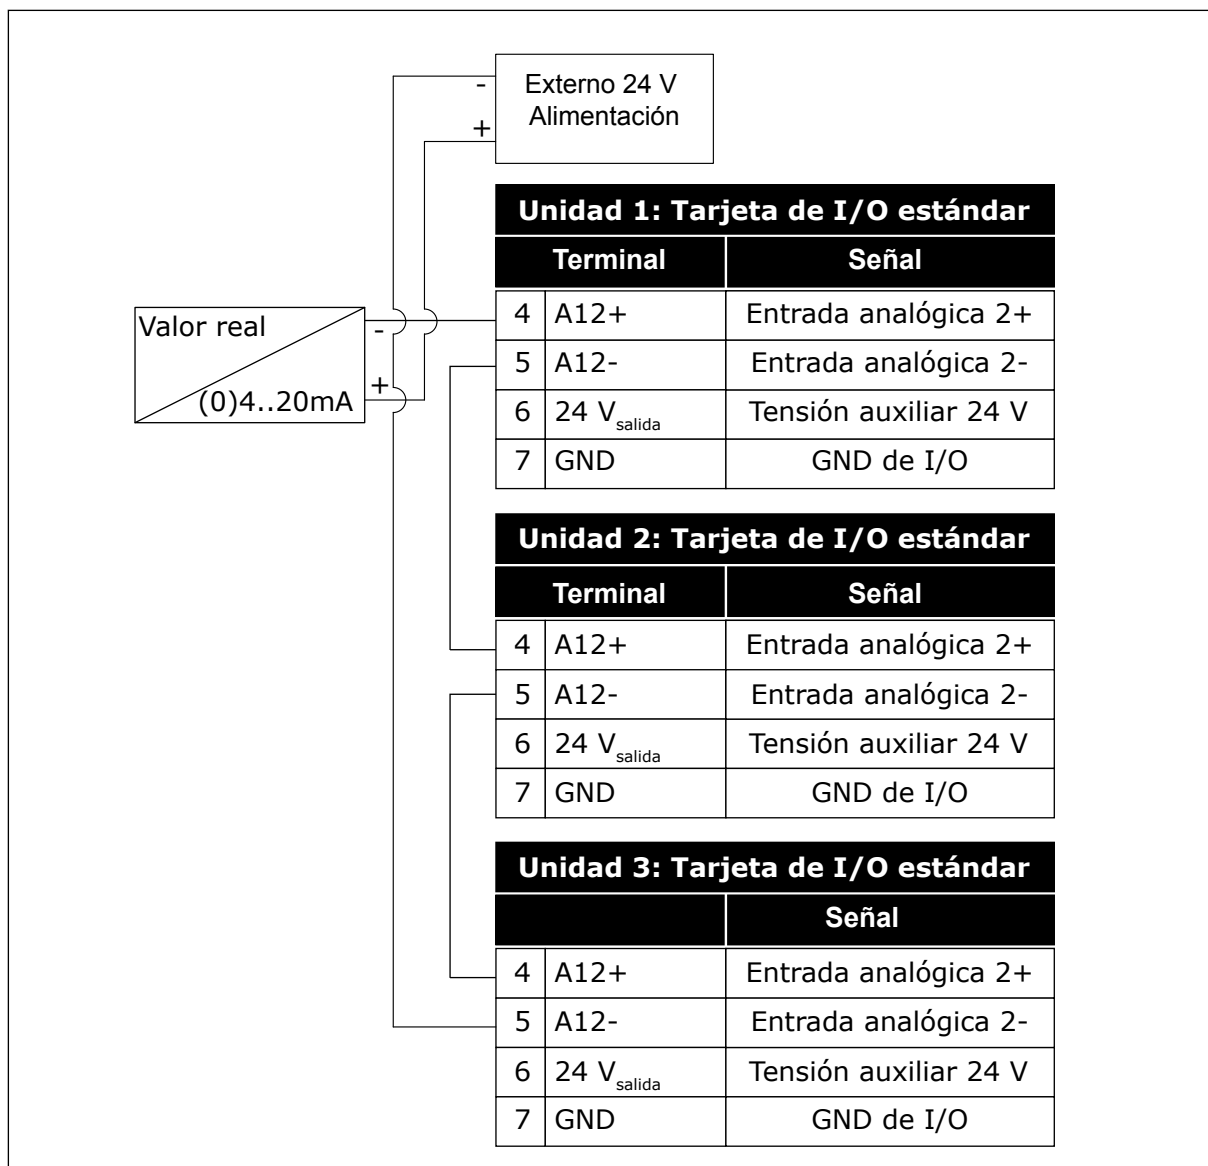 -
Externo 24 V
Alimentación
+
Unidad 1: Tarjeta de I/O estándar
Terminal Señal
Valor real
-
+
(0)4..20mA
4 A12+ Entrada analógica 2+
5 A12- Entrada analógica 2-
6 24 Vsalida Tensión auxiliar 24 V
7 GND GND de I/O
Unidad 2: Tarjeta de I/O estándar
Terminal Señal
4 A12+ Entrada analógica 2+
5 A12- Entrada analógica 2-
6 24 Vsalida Tensión auxiliar 24 V
7 GND GND de I/O
Unidad 3: Tarjeta de I/O estándar
Señal
4 A12+ Entrada analógica 2+
5 A12- Entrada analógica 2-
6 24 Vsalida Tensión auxiliar 24 V
7 GND GND de I/O